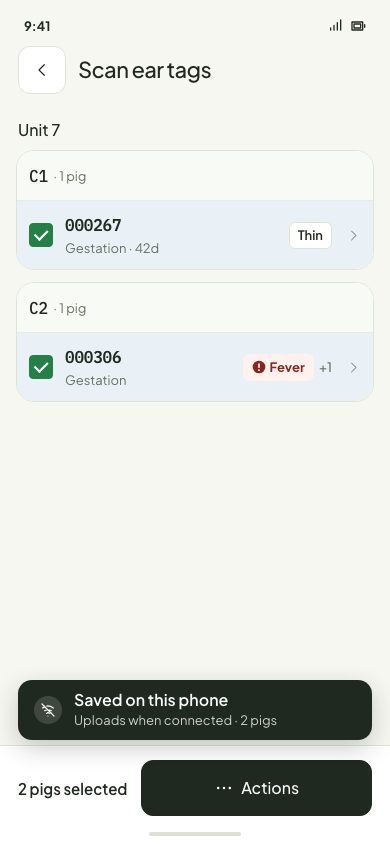 9:41
Scan ear tags
Unit 7
C1 · 1 pig
000267
Gestation · 42d
Thin
C2 · 1 pig
000306
Gestation
Fever +1
Saved on this phone
Uploads when connected · 2 pigs
2 pigs selected
··· Actions